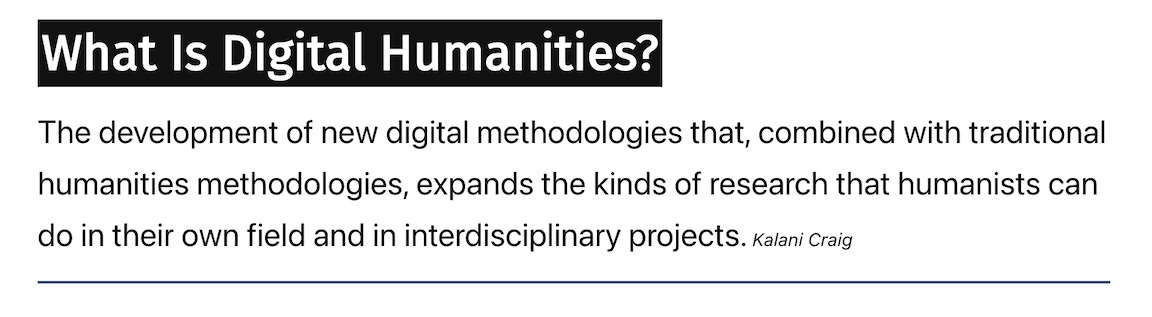 What Is Digital Humanities?
The development of new digital methodologies that, combined with traditional
humanities methodologies, expands the kinds of research that humanists can
do in their own field and in interdisciplinary projects. Kalani Craig